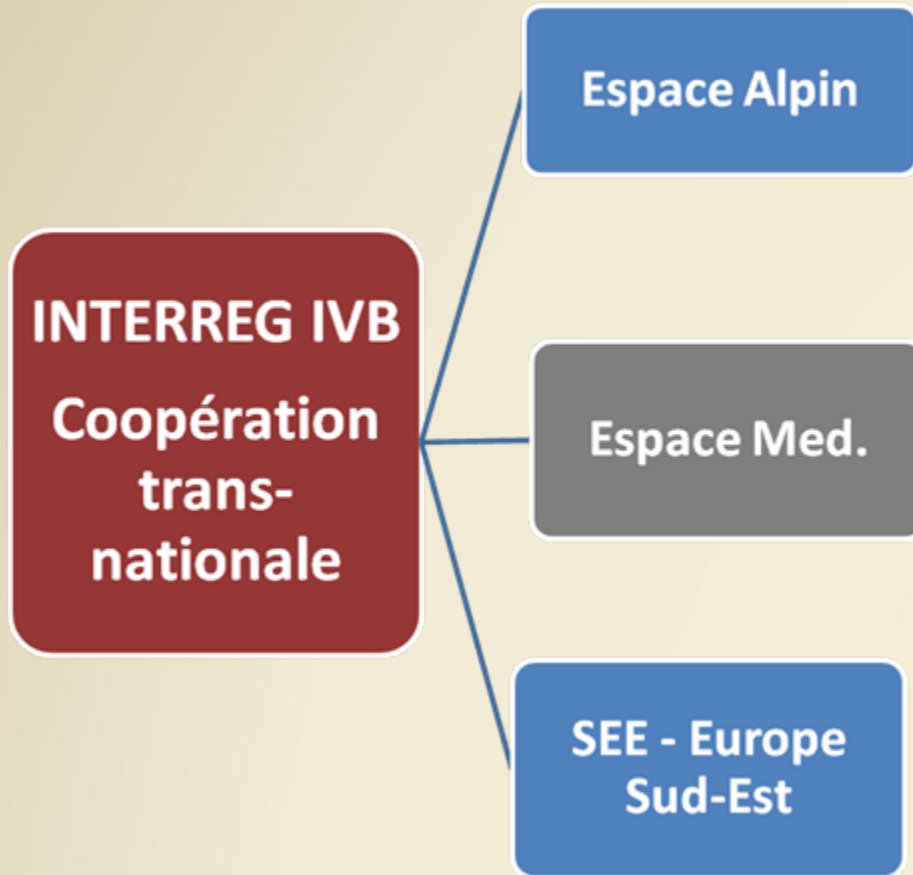 Espace Alpin
INTERREG IVB
Coopération
trans-
nationale
Espace Med.
SEE - Europe
Sud-Est